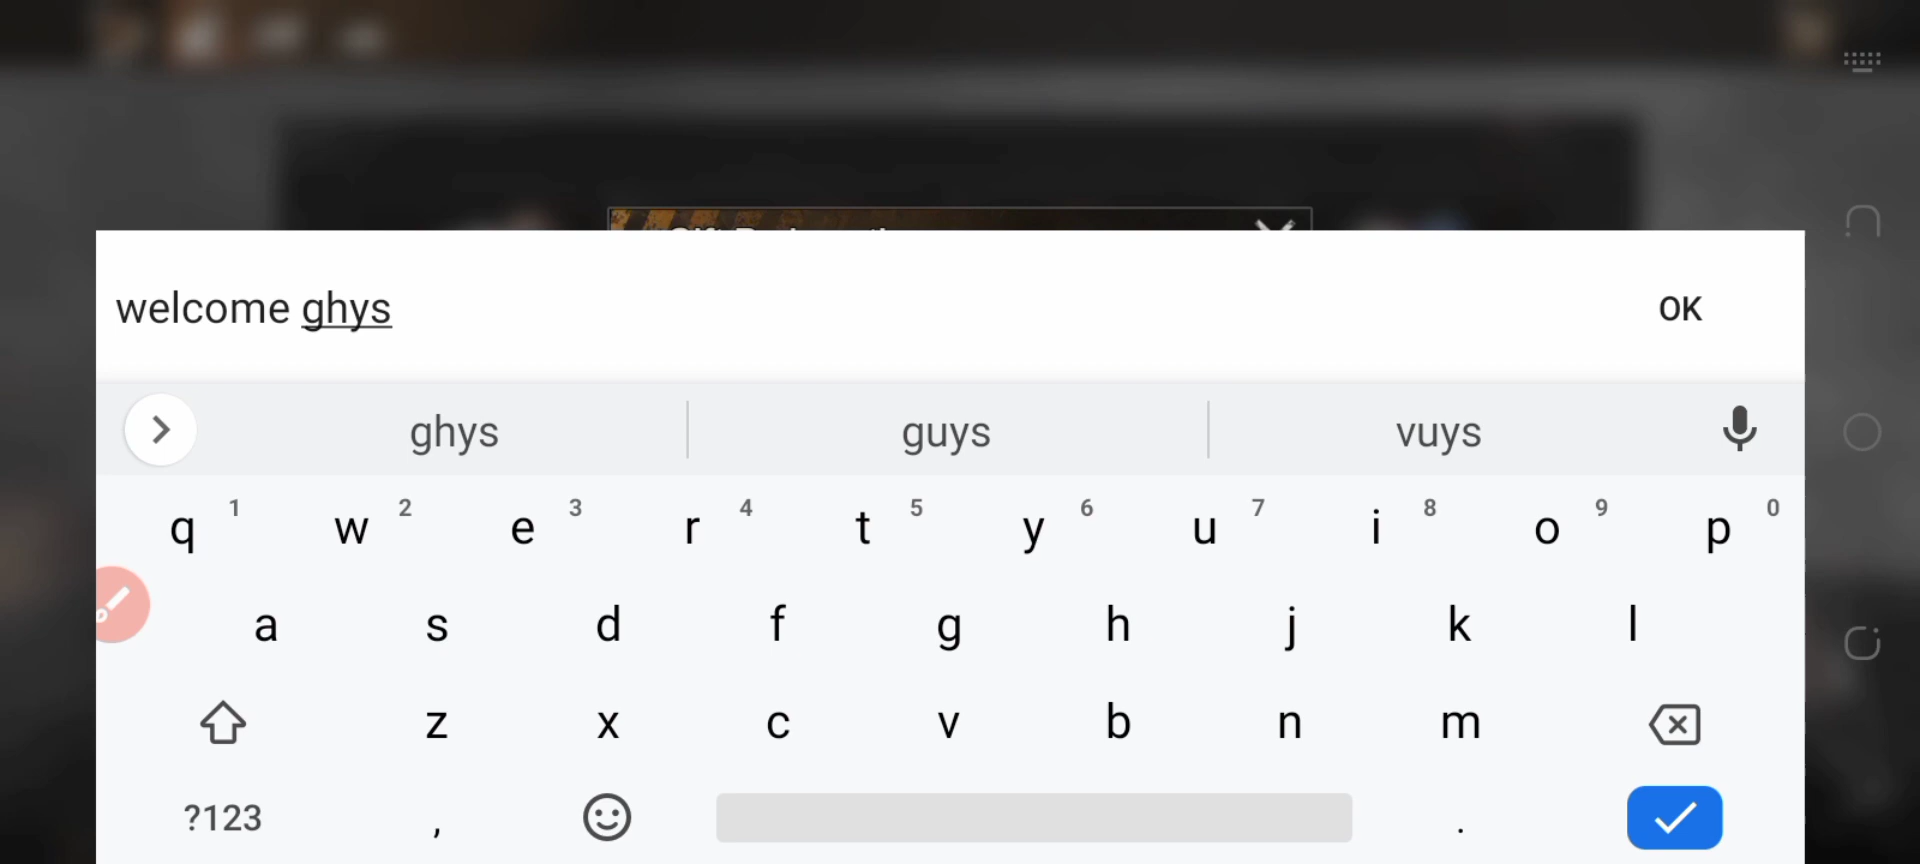 welcome ghys
OK
ghys guys vuys
q 1 w 2 e 3 r 4 t 5 y 6 u 7 i 8 o 9 p 0
a s d f g h j k l
z x c v b n m
?123 , .